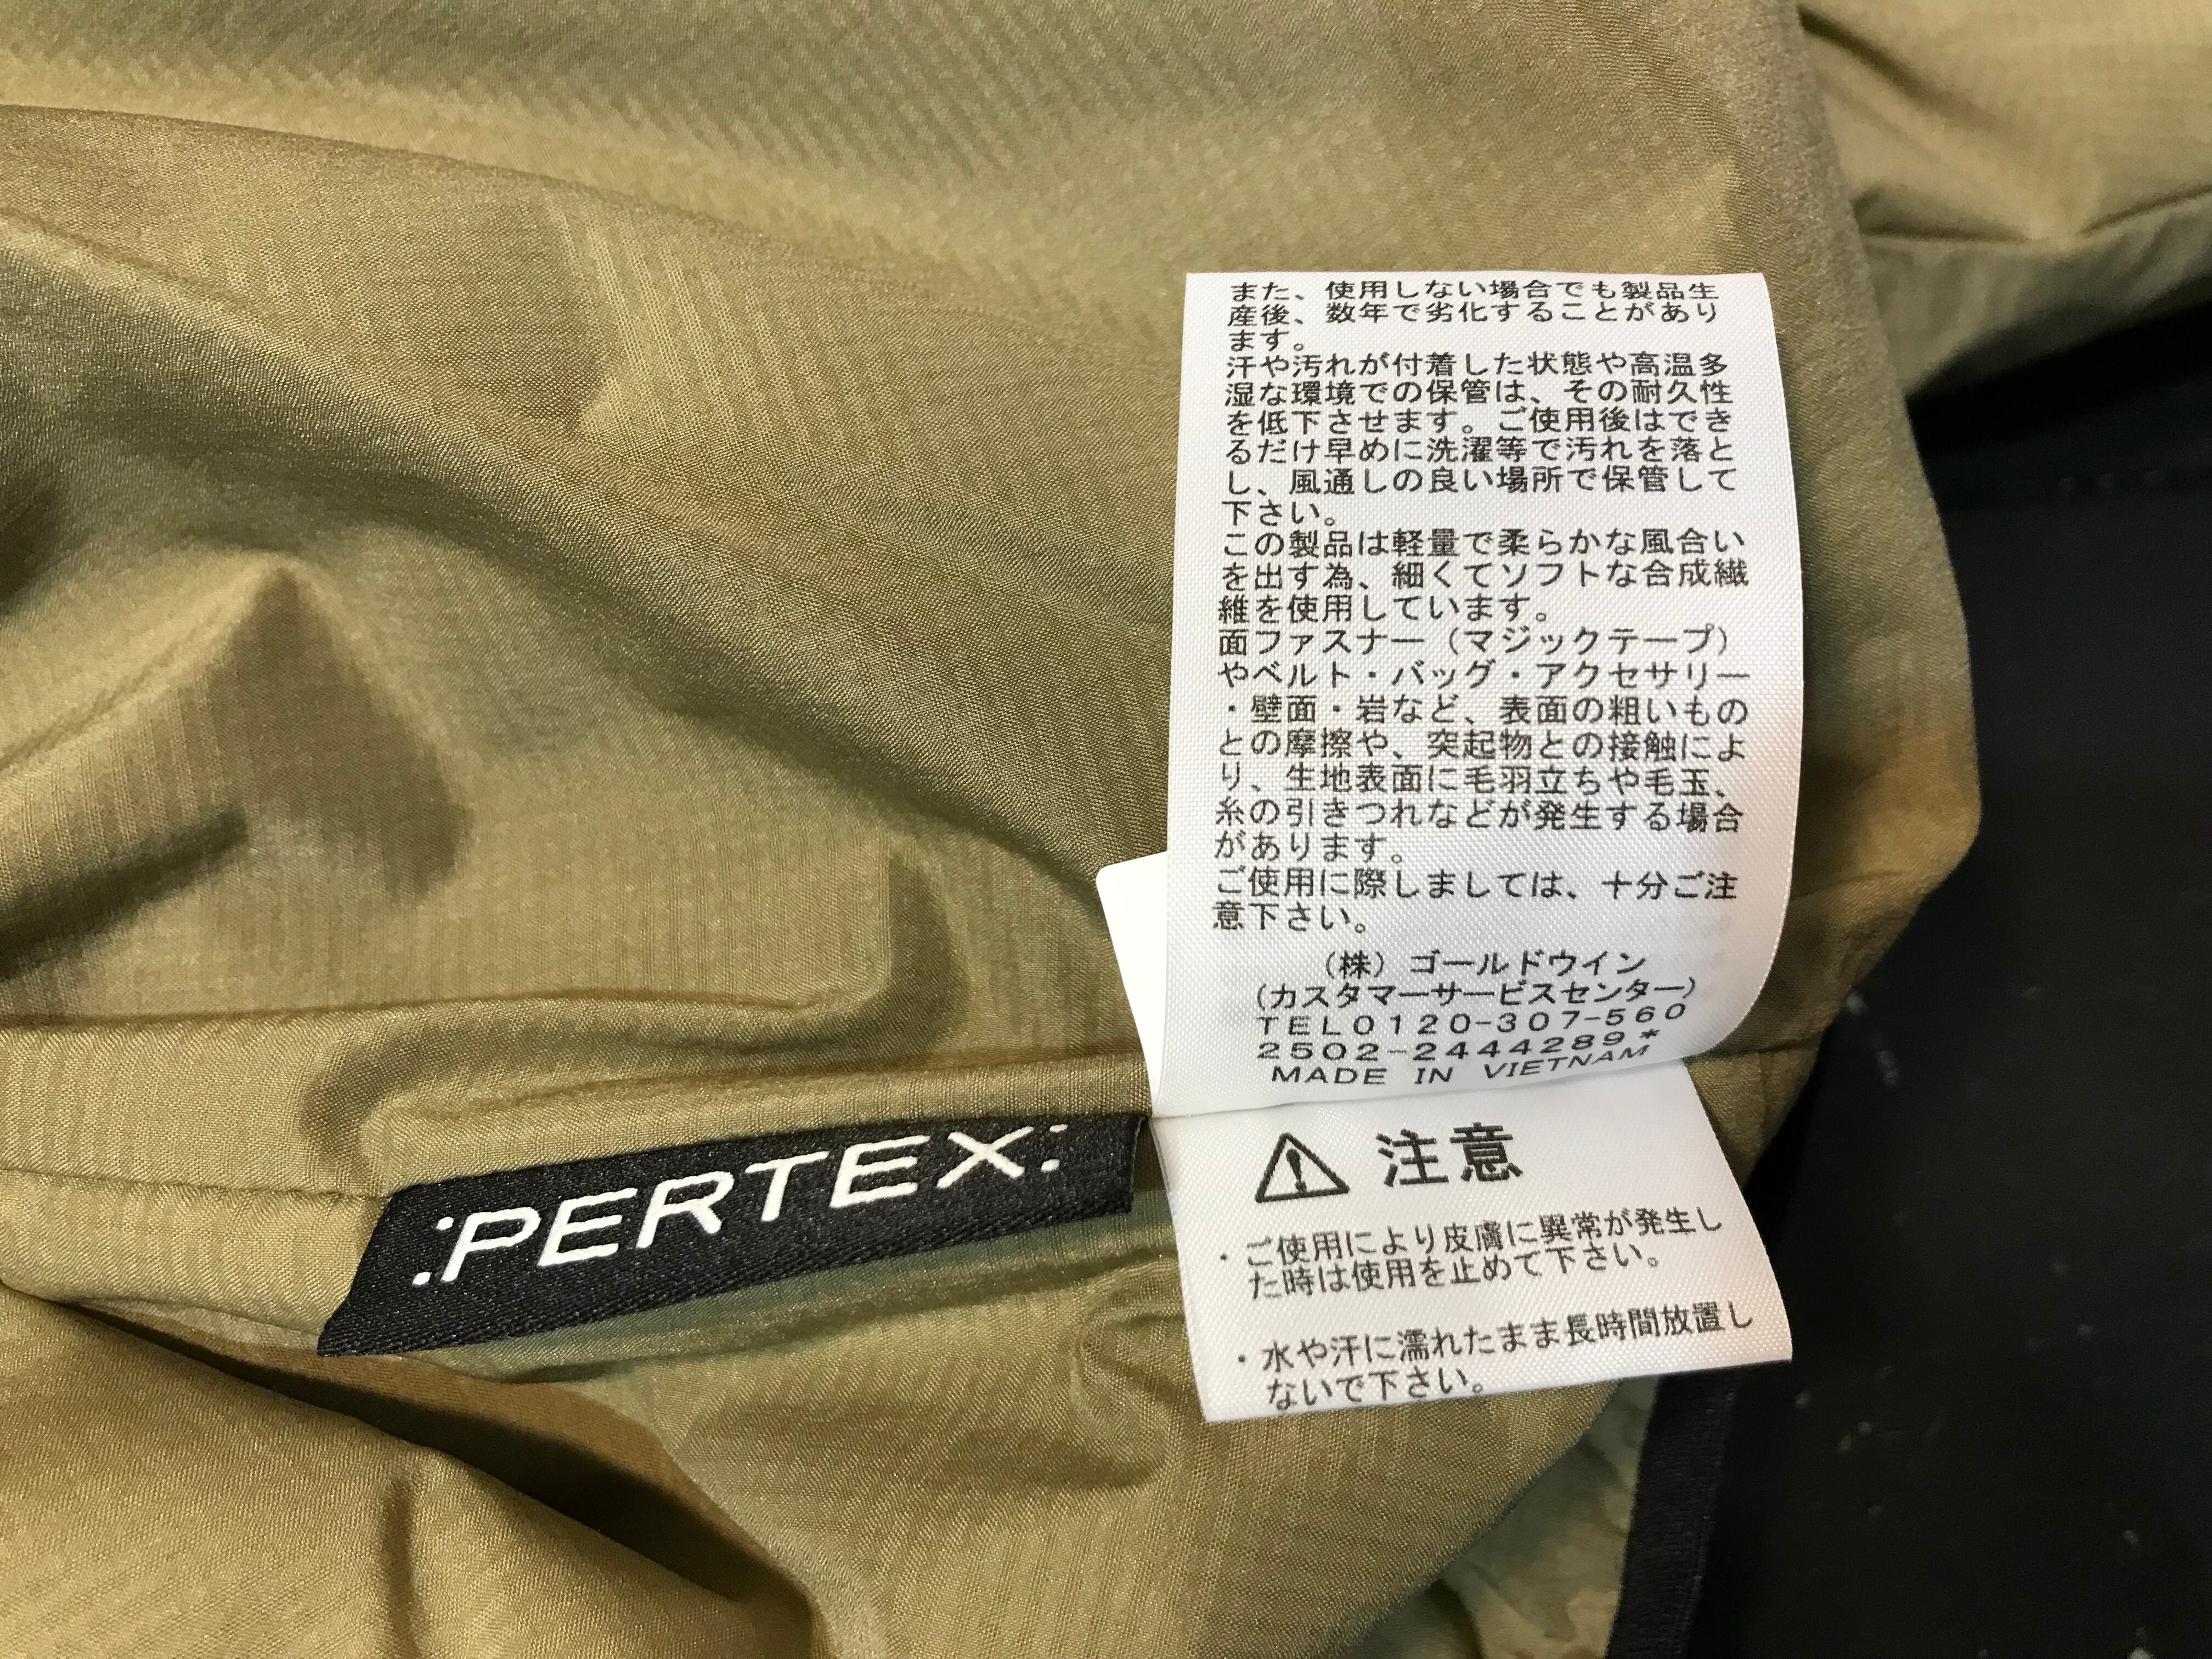 また、使用しない場合でも製品生
産後、数年で劣化することがあり
ます。
汗や汚れが付着した状態や高温多
湿な環境での保管は、その耐久性
を低下させます。ご使用後はでき
るだけ早めに洗濯等で汚れを落と
し、風通しの良い場所で保管して
下さい。
この製品は軽量で柔らかな風合い
を出す為、細くてソフトな合成繊
維を使用しています。
面ファスナー（マジックテープ）
やベルト・バッグ・アクセサリー
・壁面・岩など、表面の粗いもの
との摩擦や、突起物との接触によ
り、生地表面に毛羽立ちや毛玉、
糸の引きつれなどが発生する場合
があります。
ご使用に際しましては、十分ご注
意下さい。
（株）ゴールドウイン
(カスタマーサービスセンター)
TEL0120-307-560
2502-2444289*
MADE IN VIETNAM
:PERTEX:
注意
・ご使用により皮膚に異常が発生し
た時は使用を止めて下さい。
・水や汗に濡れたまま長時間放置し
ないで下さい。